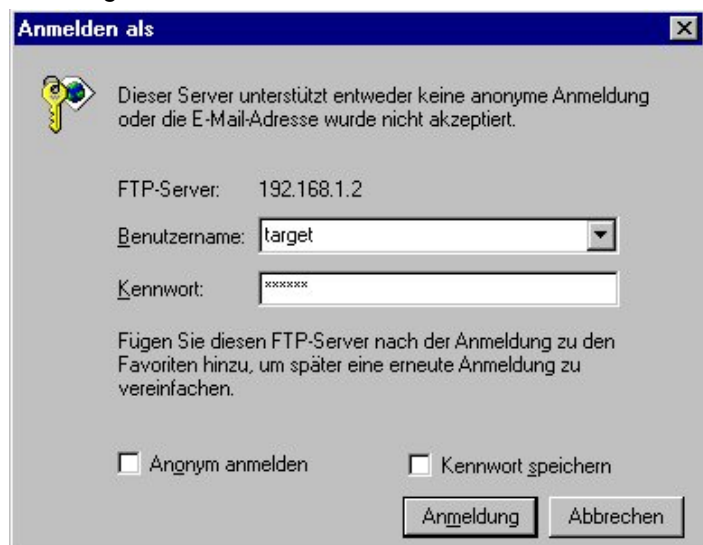 Anmelden als
Dieser Server unterstützt entweder keine anonyme Anmeldung
oder die E-Mail-Adresse wurde nicht akzeptiert.
FTP-Server: 192.168.1.2
Benutzername: target
Kennwort: ******
Fügen Sie diesen FTP-Server nach der Anmeldung zu den
Favoriten hinzu, um später eine erneute Anmeldung zu
vereinfachen.
Anonym anmelden Kennwort speichern
Anmeldung Abbrechen